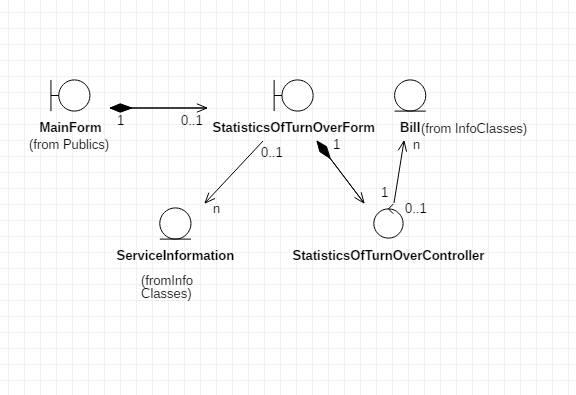 MainForm
(from Publics)
1
0..1
StatisticsOfTurnOverForm
Bill(from InfoClasses)
0..1
1
n
n
1
0..1
ServiceInformation
(fromInfo
Classes)
StatisticsOfTurnOverController